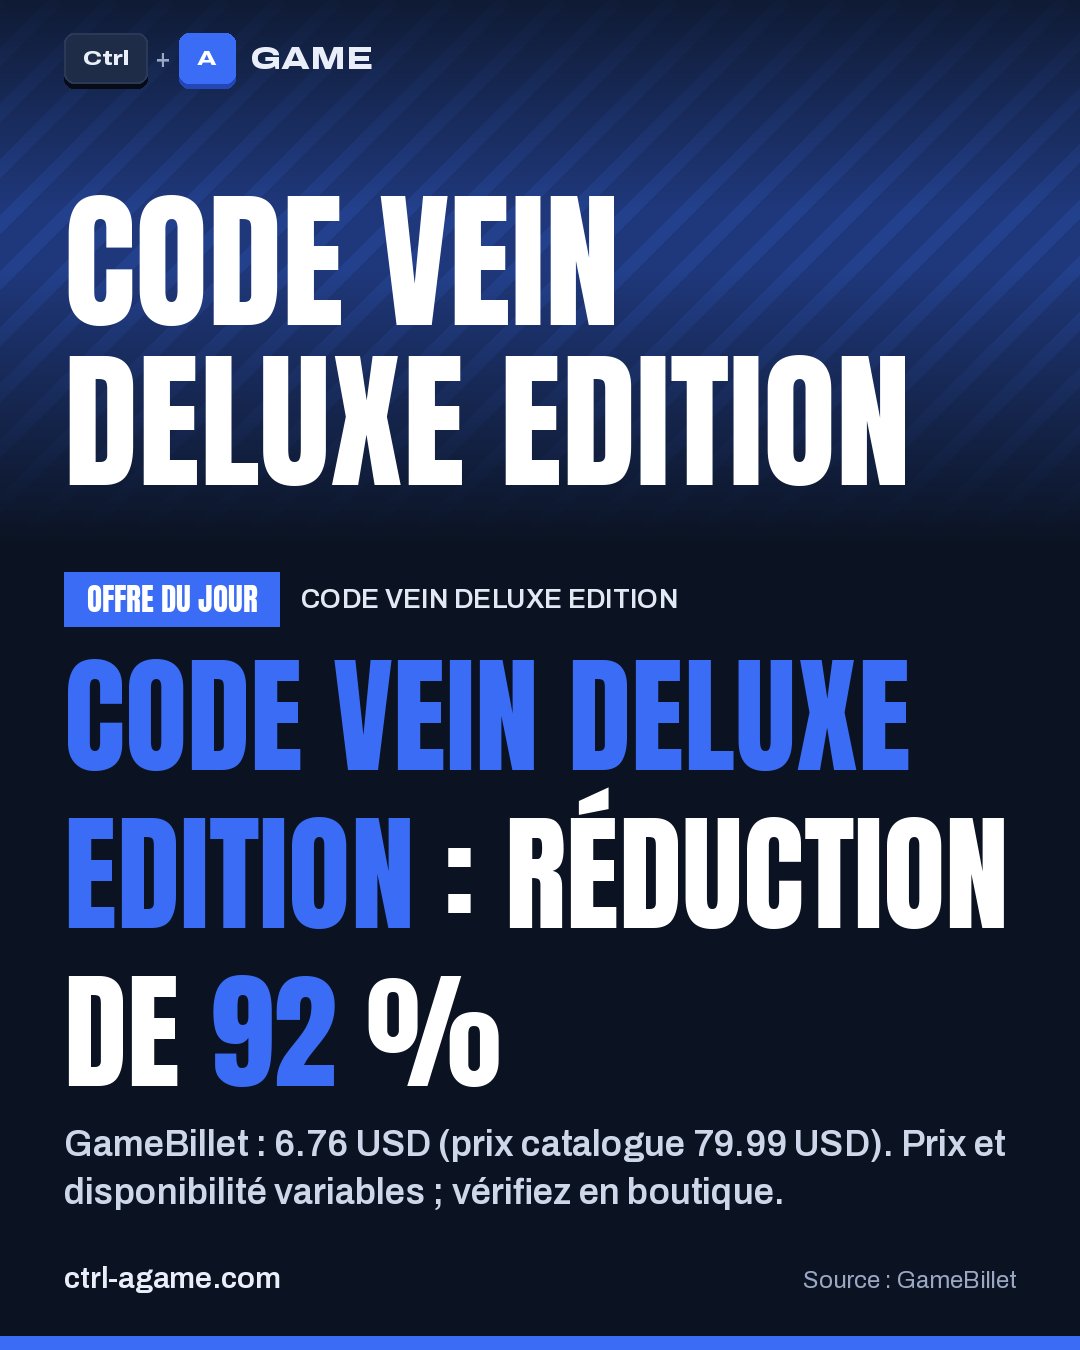 Ctrl + A GAME
CODE VEIN
DELUXE EDITION
OFFRE DU JOUR CODE VEIN DELUXE EDITION
CODE VEIN DELUXE
EDITION : RÉDUCTION
DE 92 %
GameBillet : 6.76 USD (prix catalogue 79.99 USD). Prix et
disponibilité variables ; vérifiez en boutique.
ctrl-agame.com Source : GameBillet